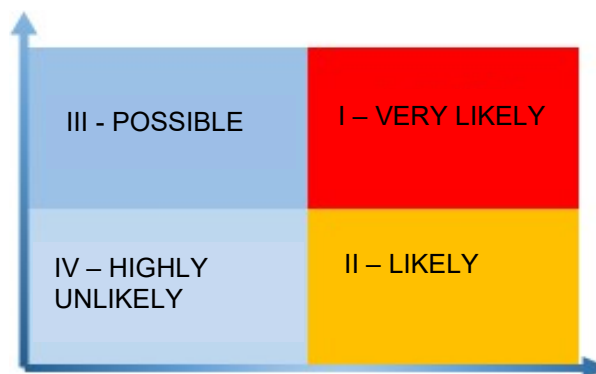 III - POSSIBLE
I – VERY LIKELY
IV – HIGHLY
UNLIKELY
II – LIKELY